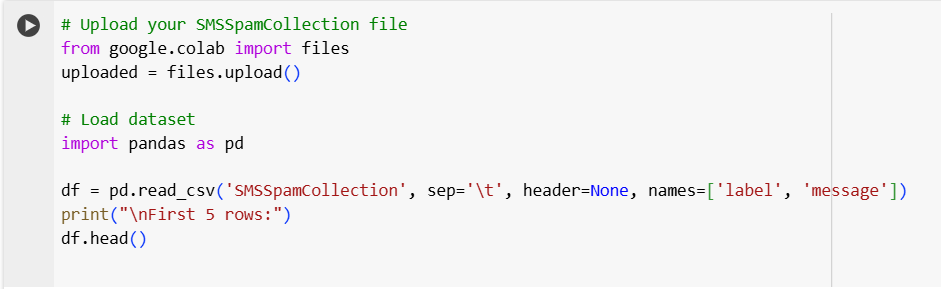 # Upload your SMSSpamCollection file
from google.colab import files
uploaded = files.upload()
# Load dataset
import pandas as pd
df = pd.read_csv('SMSSpamCollection', sep='\t', header=None, names=['label', 'message'])
print("\nFirst 5 rows:")
df.head()